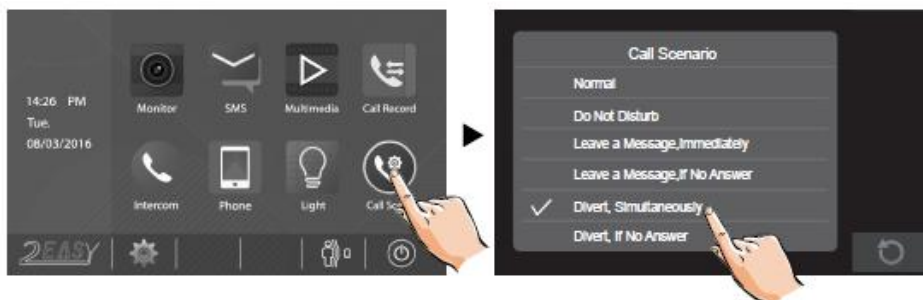 Monitor SMS Multimedia Call Record
14:26 PM
Tue.
08/03/2016
Intercom Phone Light Call
2EASY 0
Call Scenario
Normal
Do Not Disturb
Leave a Message,Immediately
Leave a Message,If No Answer
Divert, Simultaneously
Divert, If No Answer